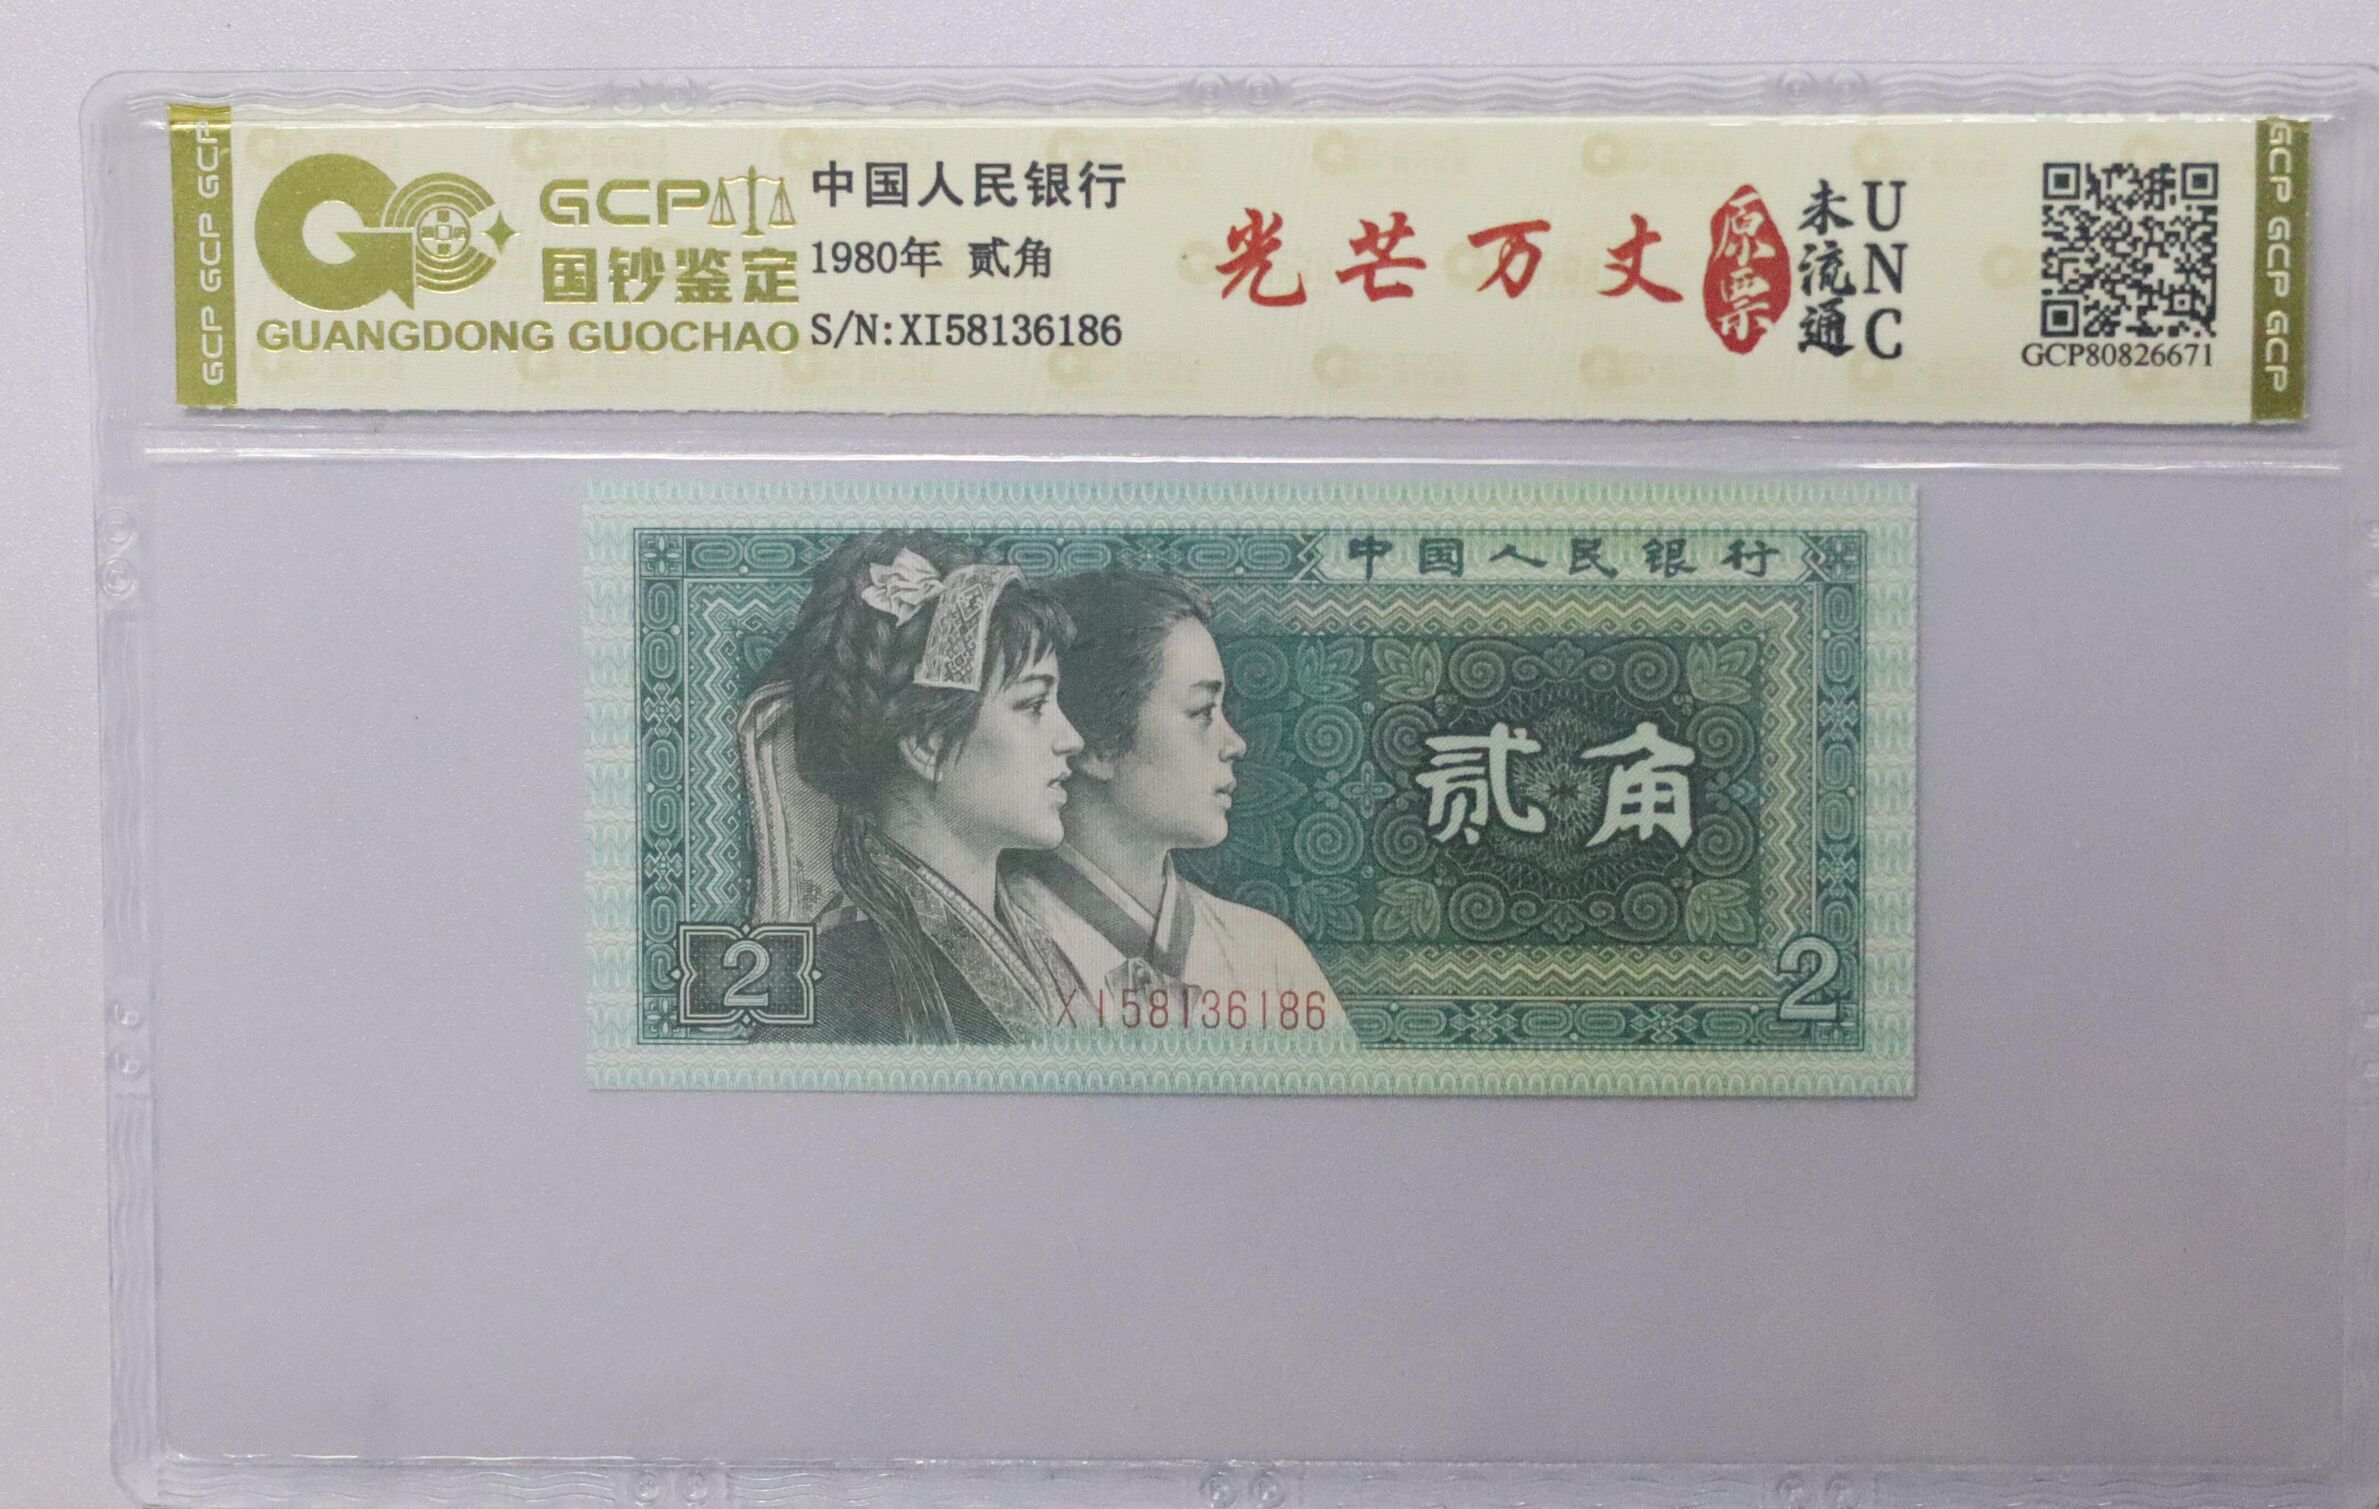 GCP GCP GCP
GCP
国钞鉴定
GUANGDONG GUOCHAO
中国人民银行
1980年 贰角
S/N:XI58136186
光芒万丈
原票
未流通
UNC
GCP80826671
GCP GCP GCP
中国人民银行
贰角
2
XI58136186
2